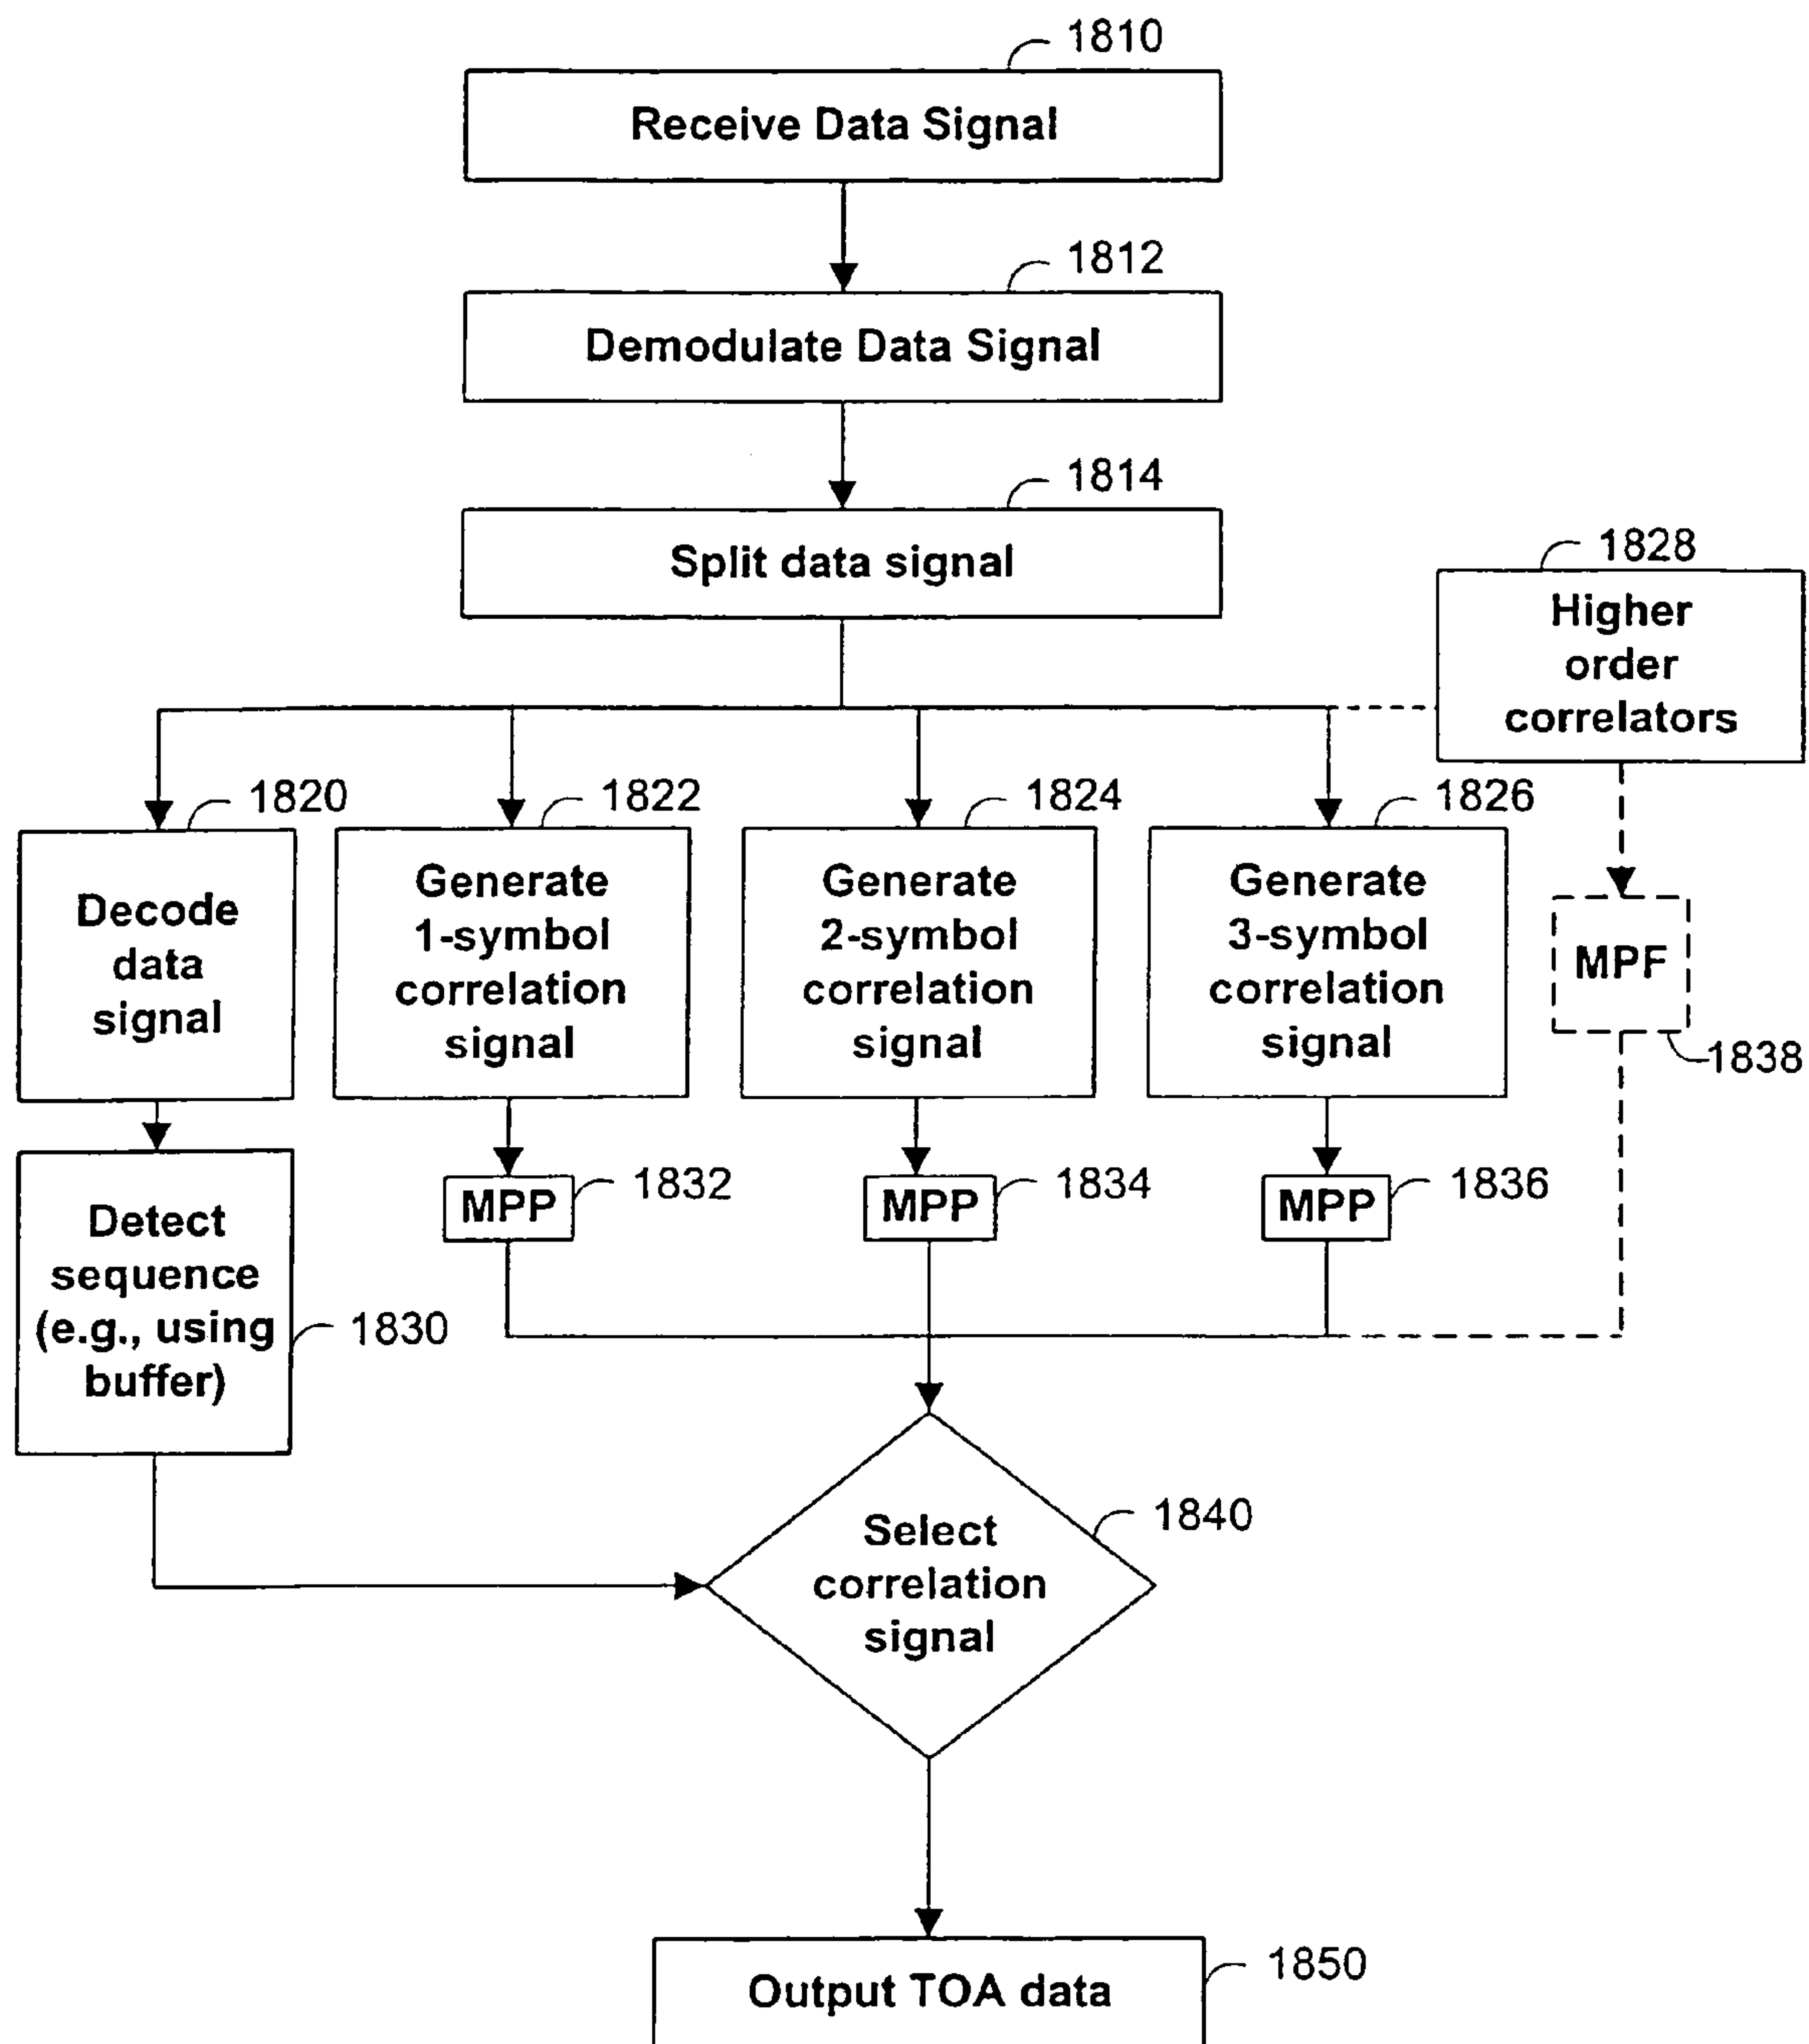 1810
Receive Data Signal
1812
Demodulate Data Signal
1814
Split data signal
1828
Higher
order
correlators
1820
Decode
data
signal
1822
Generate
1-symbol
correlation
signal
1824
Generate
2-symbol
correlation
signal
1826
Generate
3-symbol
correlation
signal
MPF
1838
Detect
sequence
(e.g., using
buffer)
1830
MPP
1832
MPP
1834
MPP
1836
Select
correlation
signal
1840
Output TOA data
1850